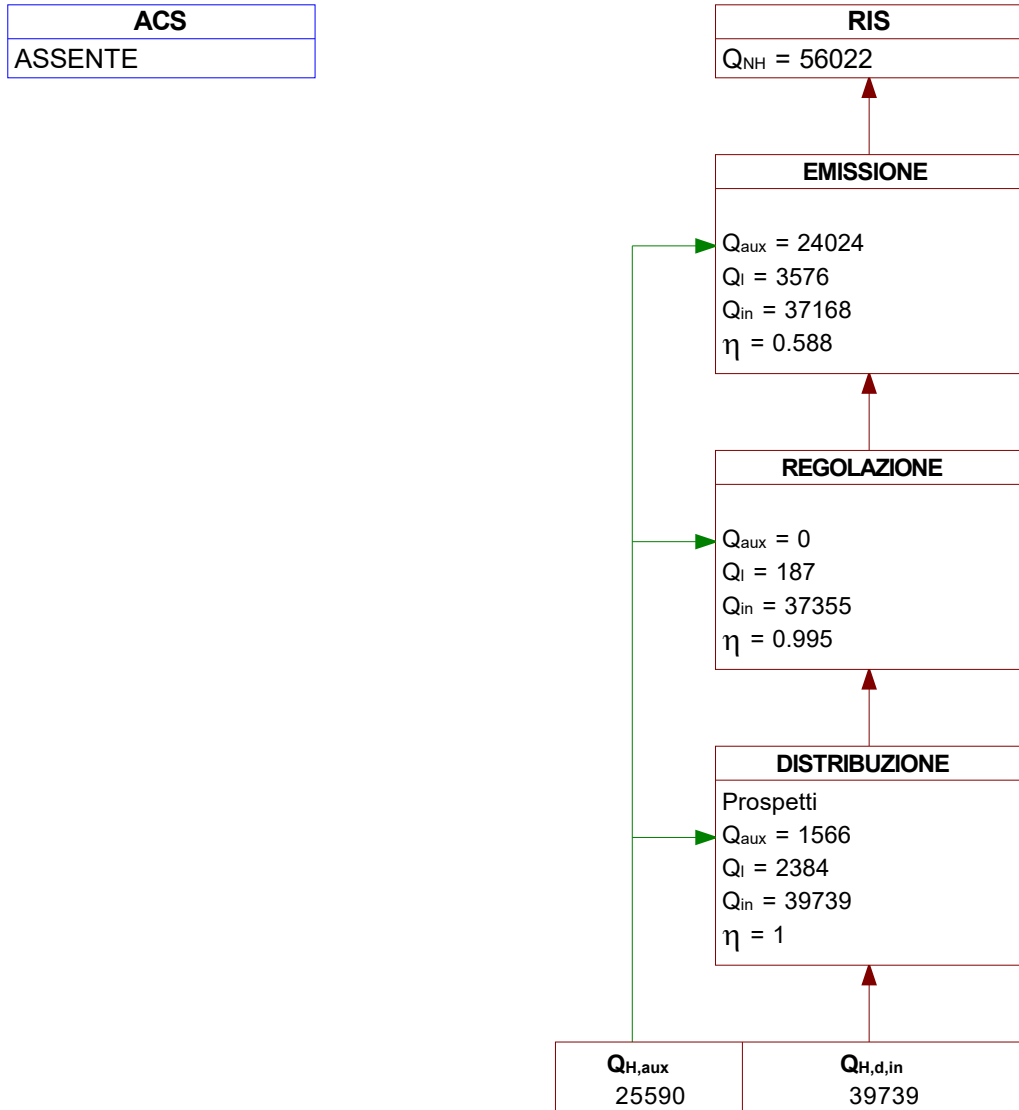 ACS
ASSENTE
RIS
QNH = 56022
EMISSIONE
Qaux = 24024
Ql = 3576
Qin = 37168
η = 0.588
REGOLAZIONE
Qaux = 0
Ql = 187
Qin = 37355
η = 0.995
DISTRIBUZIONE
Prospetti
Qaux = 1566
Ql = 2384
Qin = 39739
η = 1
QH,aux
25590
QH,d,in
39739